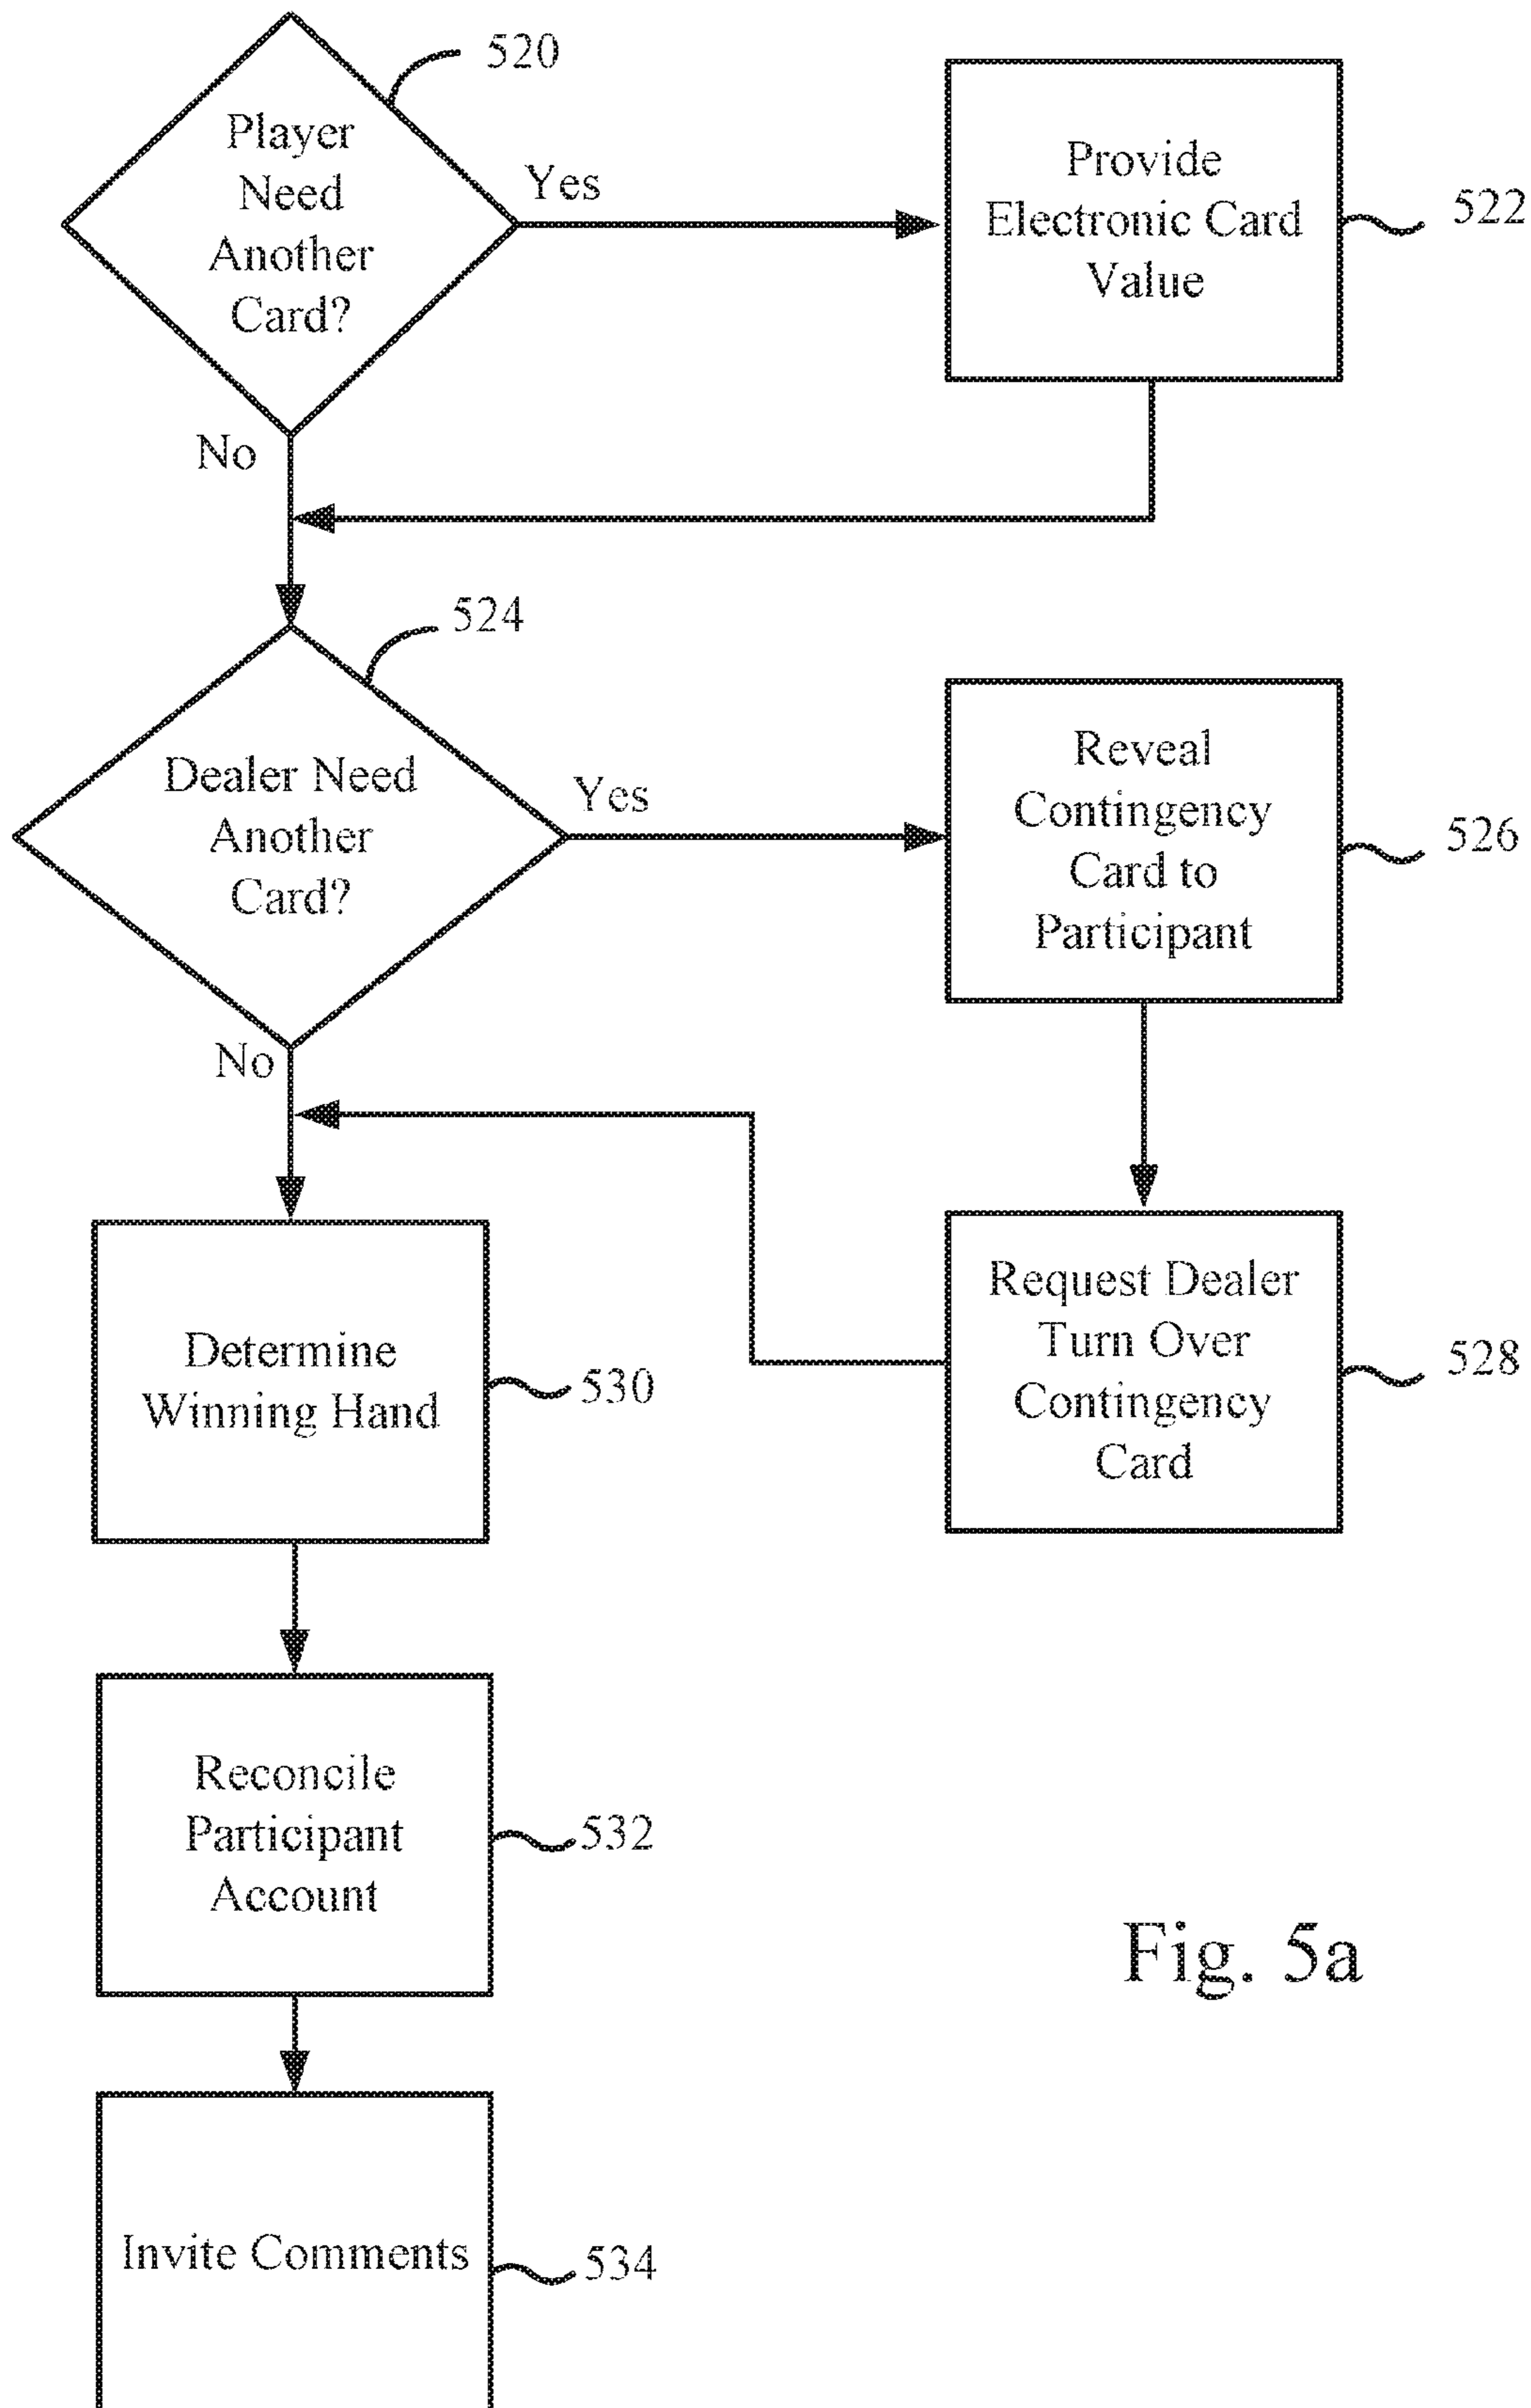 520
Player
Need
Another
Card?
Yes
Provide
Electronic Card
Value
522
No
524
Dealer Need
Another
Card?
Yes
Reveal
Contingency
Card to
Participant
526
No
Request Dealer
Turn Over
Contingency
Card
528
Determine
Winning Hand
530
Reconcile
Participant
Account
532
Fig. 5a
Invite Comments
534